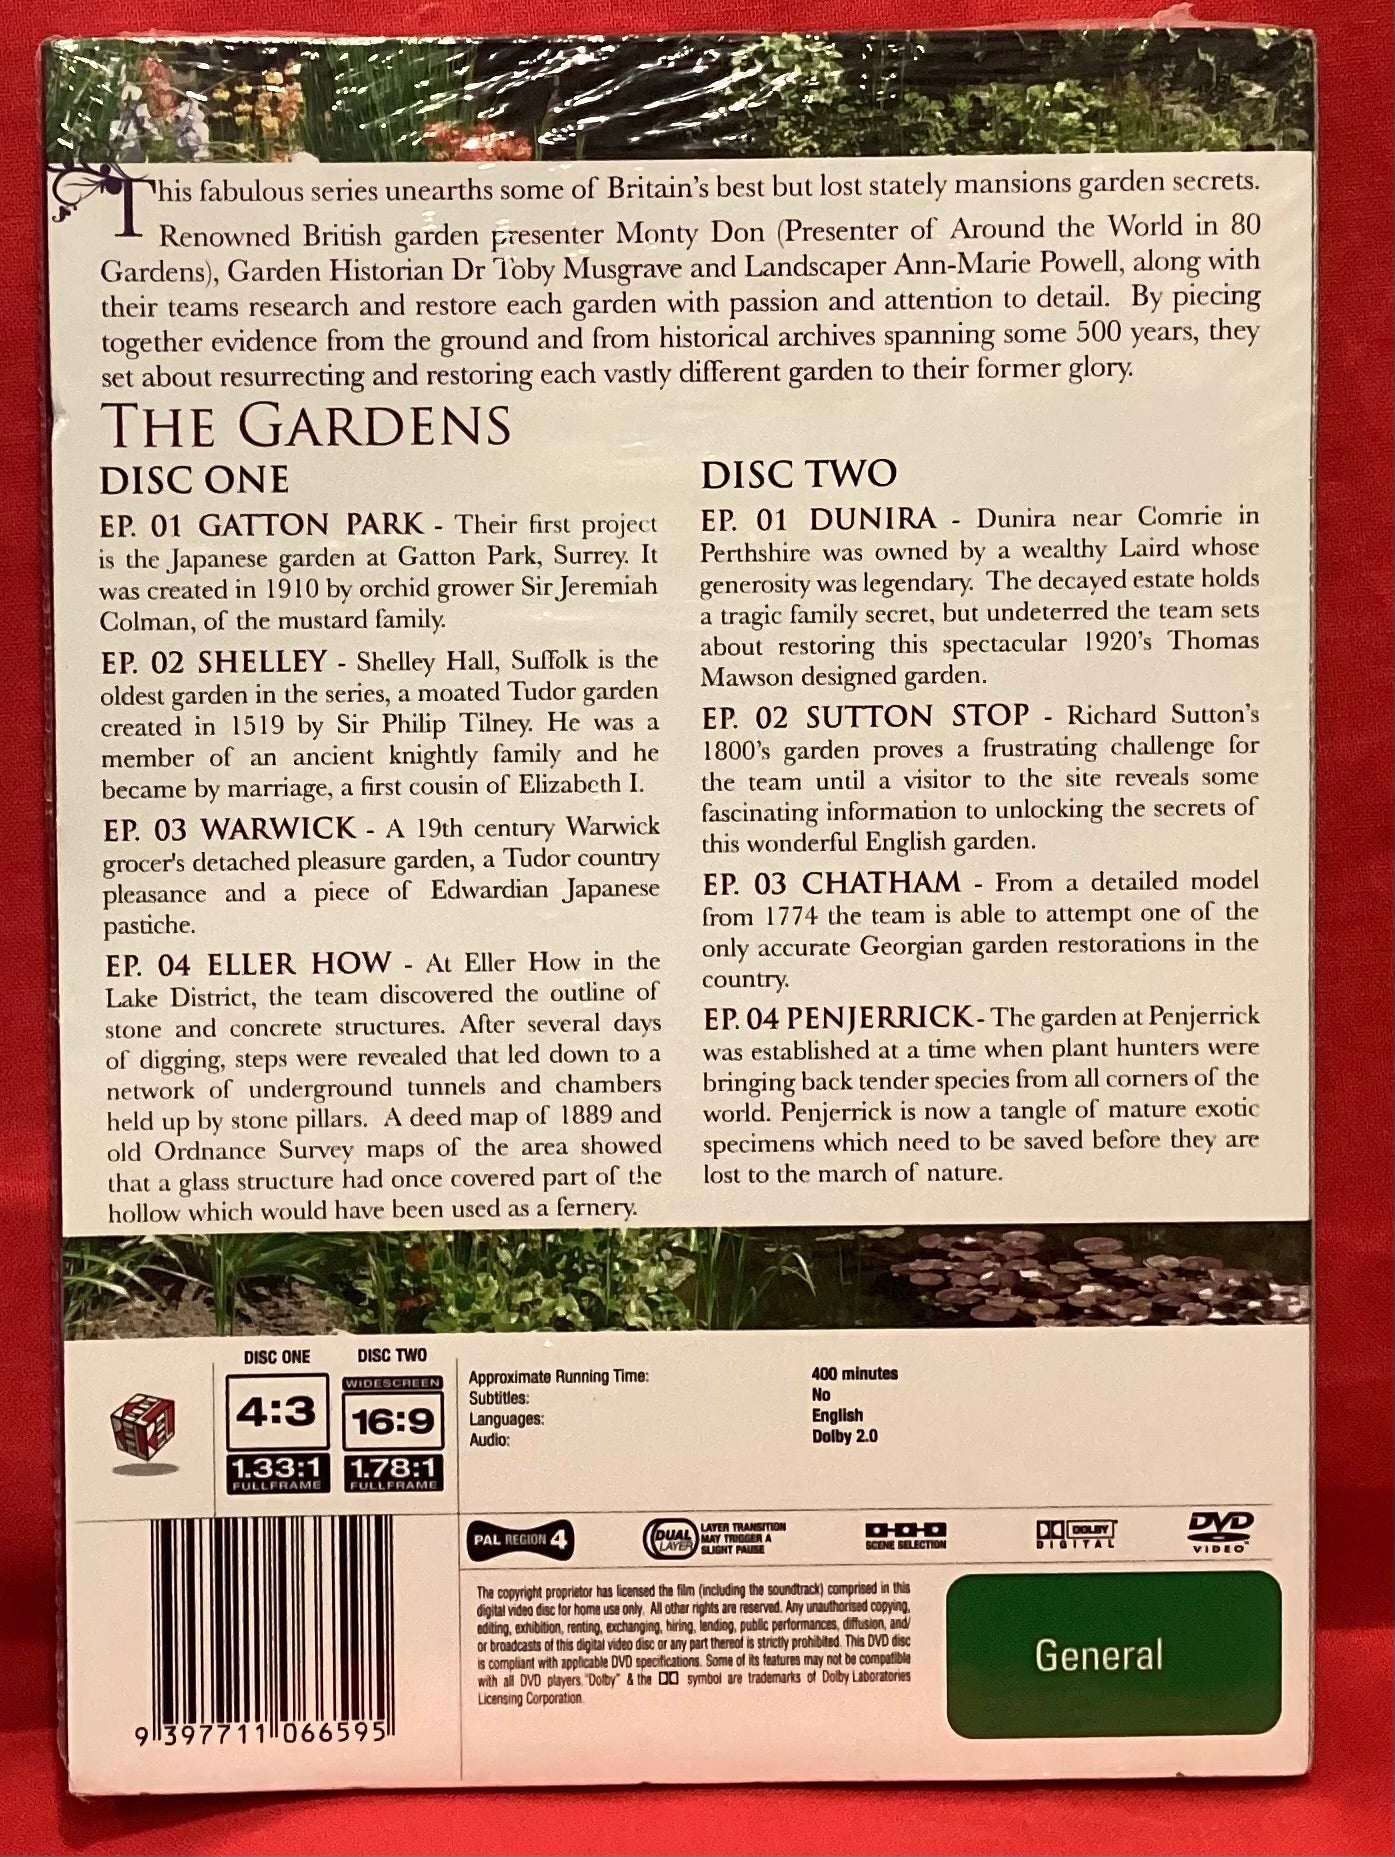 This fabulous series unearths some of Britain's best but lost stately mansions garden secrets.
Renowned British garden presenter Monty Don (Presenter of Around the World in 80
Gardens), Garden Historian Dr Toby Musgrave and Landscaper Ann-Marie Powell, along with
their teams research and restore each garden with passion and attention to detail. By piecing
together evidence from the ground and from historical archives spanning some 500 years, they
set about resurrecting and restoring each vastly different garden to their former glory.
THE GARDENS
DISC ONE
EP. 01 GATTON PARK - Their first project
is the Japanese garden at Gatton Park, Surrey. It
was created in 1910 by orchid grower Sir Jeremiah
Colman, of the mustard family.
EP. 02 SHELLEY - Shelley Hall, Suffolk is the
oldest garden in the series, a moated Tudor garden
created in 1519 by Sir Philip Tilney. He was a
member of an ancient knightly family and he
became by marriage, a first cousin of Elizabeth I.
EP. 03 WARWICK - A 19th century Warwick
grocer's detached pleasure garden, a Tudor country
pleasance and a piece of Edwardian Japanese
pastiche.
EP. 04 ELLER HOW - At Eller How in the
Lake District, the team discovered the outline of
stone and concrete structures. After several days
of digging, steps were revealed that led down to a
network of underground tunnels and chambers
held up by stone pillars. A deed map of 1889 and
old Ordnance Survey maps of the area showed
that a glass structure had once covered part of the
hollow which would have been used as a fernery.
DISC TWO
EP. 01 DUNIRA - Dunira near Comrie in
Perthshire was owned by a wealthy Laird whose
generosity was legendary. The decayed estate holds
a tragic family secret, but undeterred the team sets
about restoring this spectacular 1920's Thomas
Mawson designed garden.
EP. 02 SUTTON STOP - Richard Sutton's
1800's garden proves a frustrating challenge for
the team until a visitor to the site reveals some
fascinating information to unlocking the secrets of
this wonderful English garden.
EP. 03 CHATHAM - From a detailed model
from 1774 the team is able to attempt one of the
only accurate Georgian garden restorations in the
country.
EP. 04 PENJERRICK - The garden at Penjerrick
was established at a time when plant hunters were
bringing back tender species from all corners of the
world. Penjerrick is now a tangle of mature exotic
specimens which need to be saved before they are
lost to the march of nature.
DISC ONE
4:3
1.33:1
FULLFRAME
DISC TWO
WIDESCREEN
16:9
1.78:1
FULLFRAME
Approximate Running Time: 400 minutes
Subtitles: No
Languages: English
Audio: Dolby 2.0
PAL REGION 4
DUAL LAYER
LAYER TRANSITION
MAY TRIGGER A
SLIGHT PAUSE
SCENE SELECTION
DOLBY
DIGITAL
DVD
VIDEO™
The copyright proprietor has licensed the film (including the soundtrack) comprised in this
digital video disc for home use only. All other rights are reserved. Any unauthorised copying,
editing, exhibition, renting, exchanging, hiring, lending, public performances, diffusion, and/
or broadcasts of this digital video disc or any part thereof is strictly prohibited. This DVD disc
is compliant with applicable DVD specifications. Some of its features may not be compatible
with all DVD players. "Dolby" & the symbol are trademarks of Dolby Laboratories
Licensing Corporation.
General
9 397711 066595